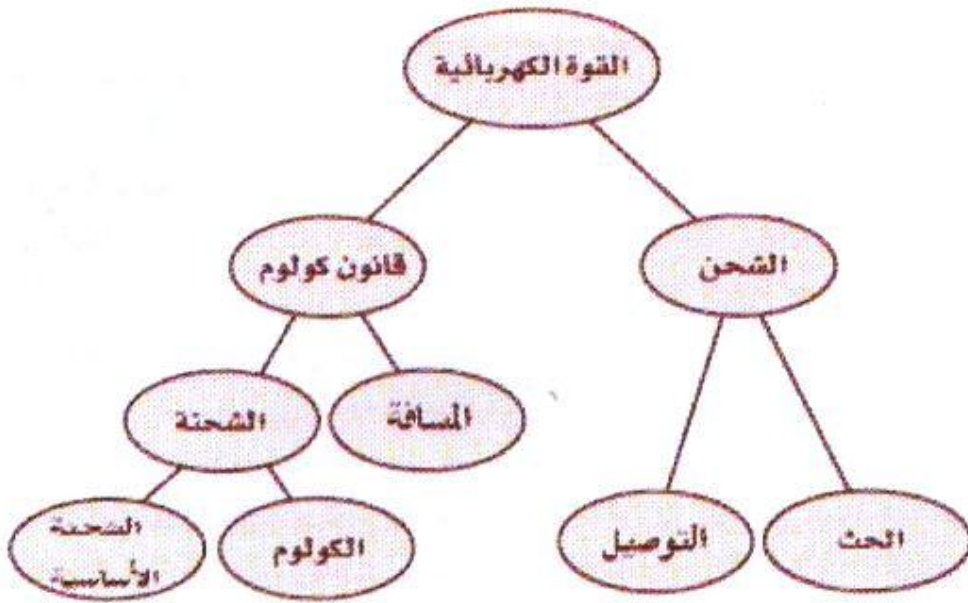 القوة الكهربائية
الشحن
قانون كولوم
المسافة
الشحنة
الحث
التوصيل
الكولوم
الشحنة
الأساسية